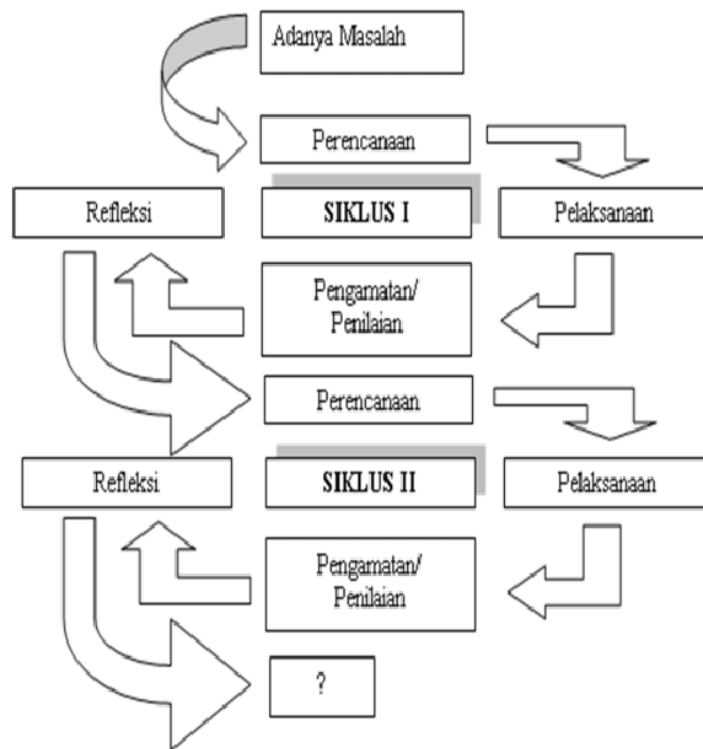 Adanya Masalah
Perencanaan
Refleksi
SIKLUS I
Pelaksanaan
Pengamatan/
Penilaian
Perencanaan
Refleksi
SIKLUS II
Pelaksanaan
Pengamatan/
Penilaian
?